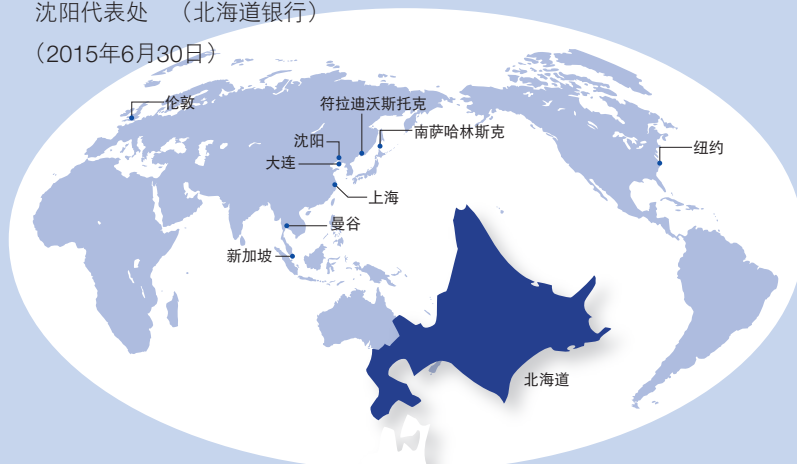 沈阳代表处　（北海道银行）
（2015年6月30日）
伦敦
符拉迪沃斯托克
南萨哈林斯克
沈阳
纽约
大连
上海
曼谷
新加坡
北海道